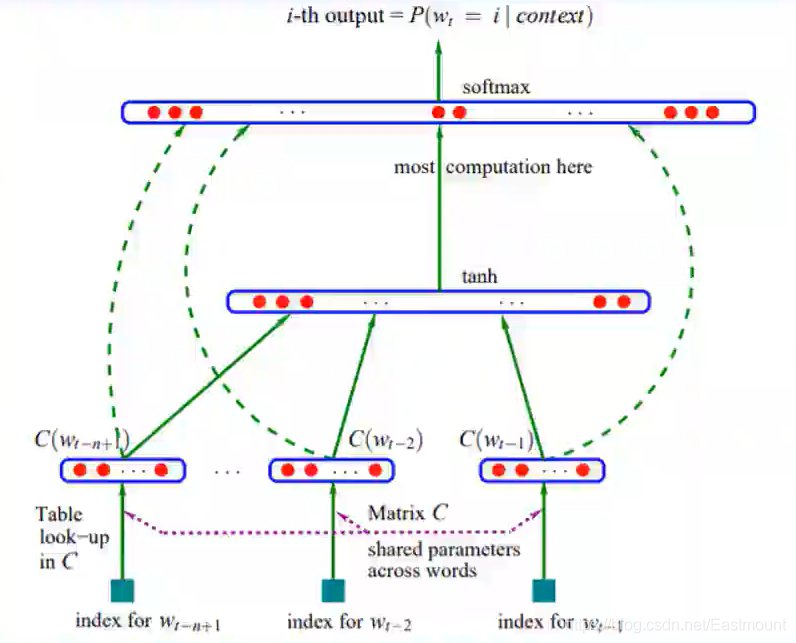 i-th output = P(w_t = i | context)
softmax
... ...
most computation here
tanh
... ...
C(w_{t−n+1}) C(w_{t−2}) C(w_{t−1})
... ... ... ...
Table
look−up
in C
Matrix C
shared parameters
across words
index for w_{t−n+1} index for w_{t−2} index for w_{t−1}
blog.csdn.net/Eastmount